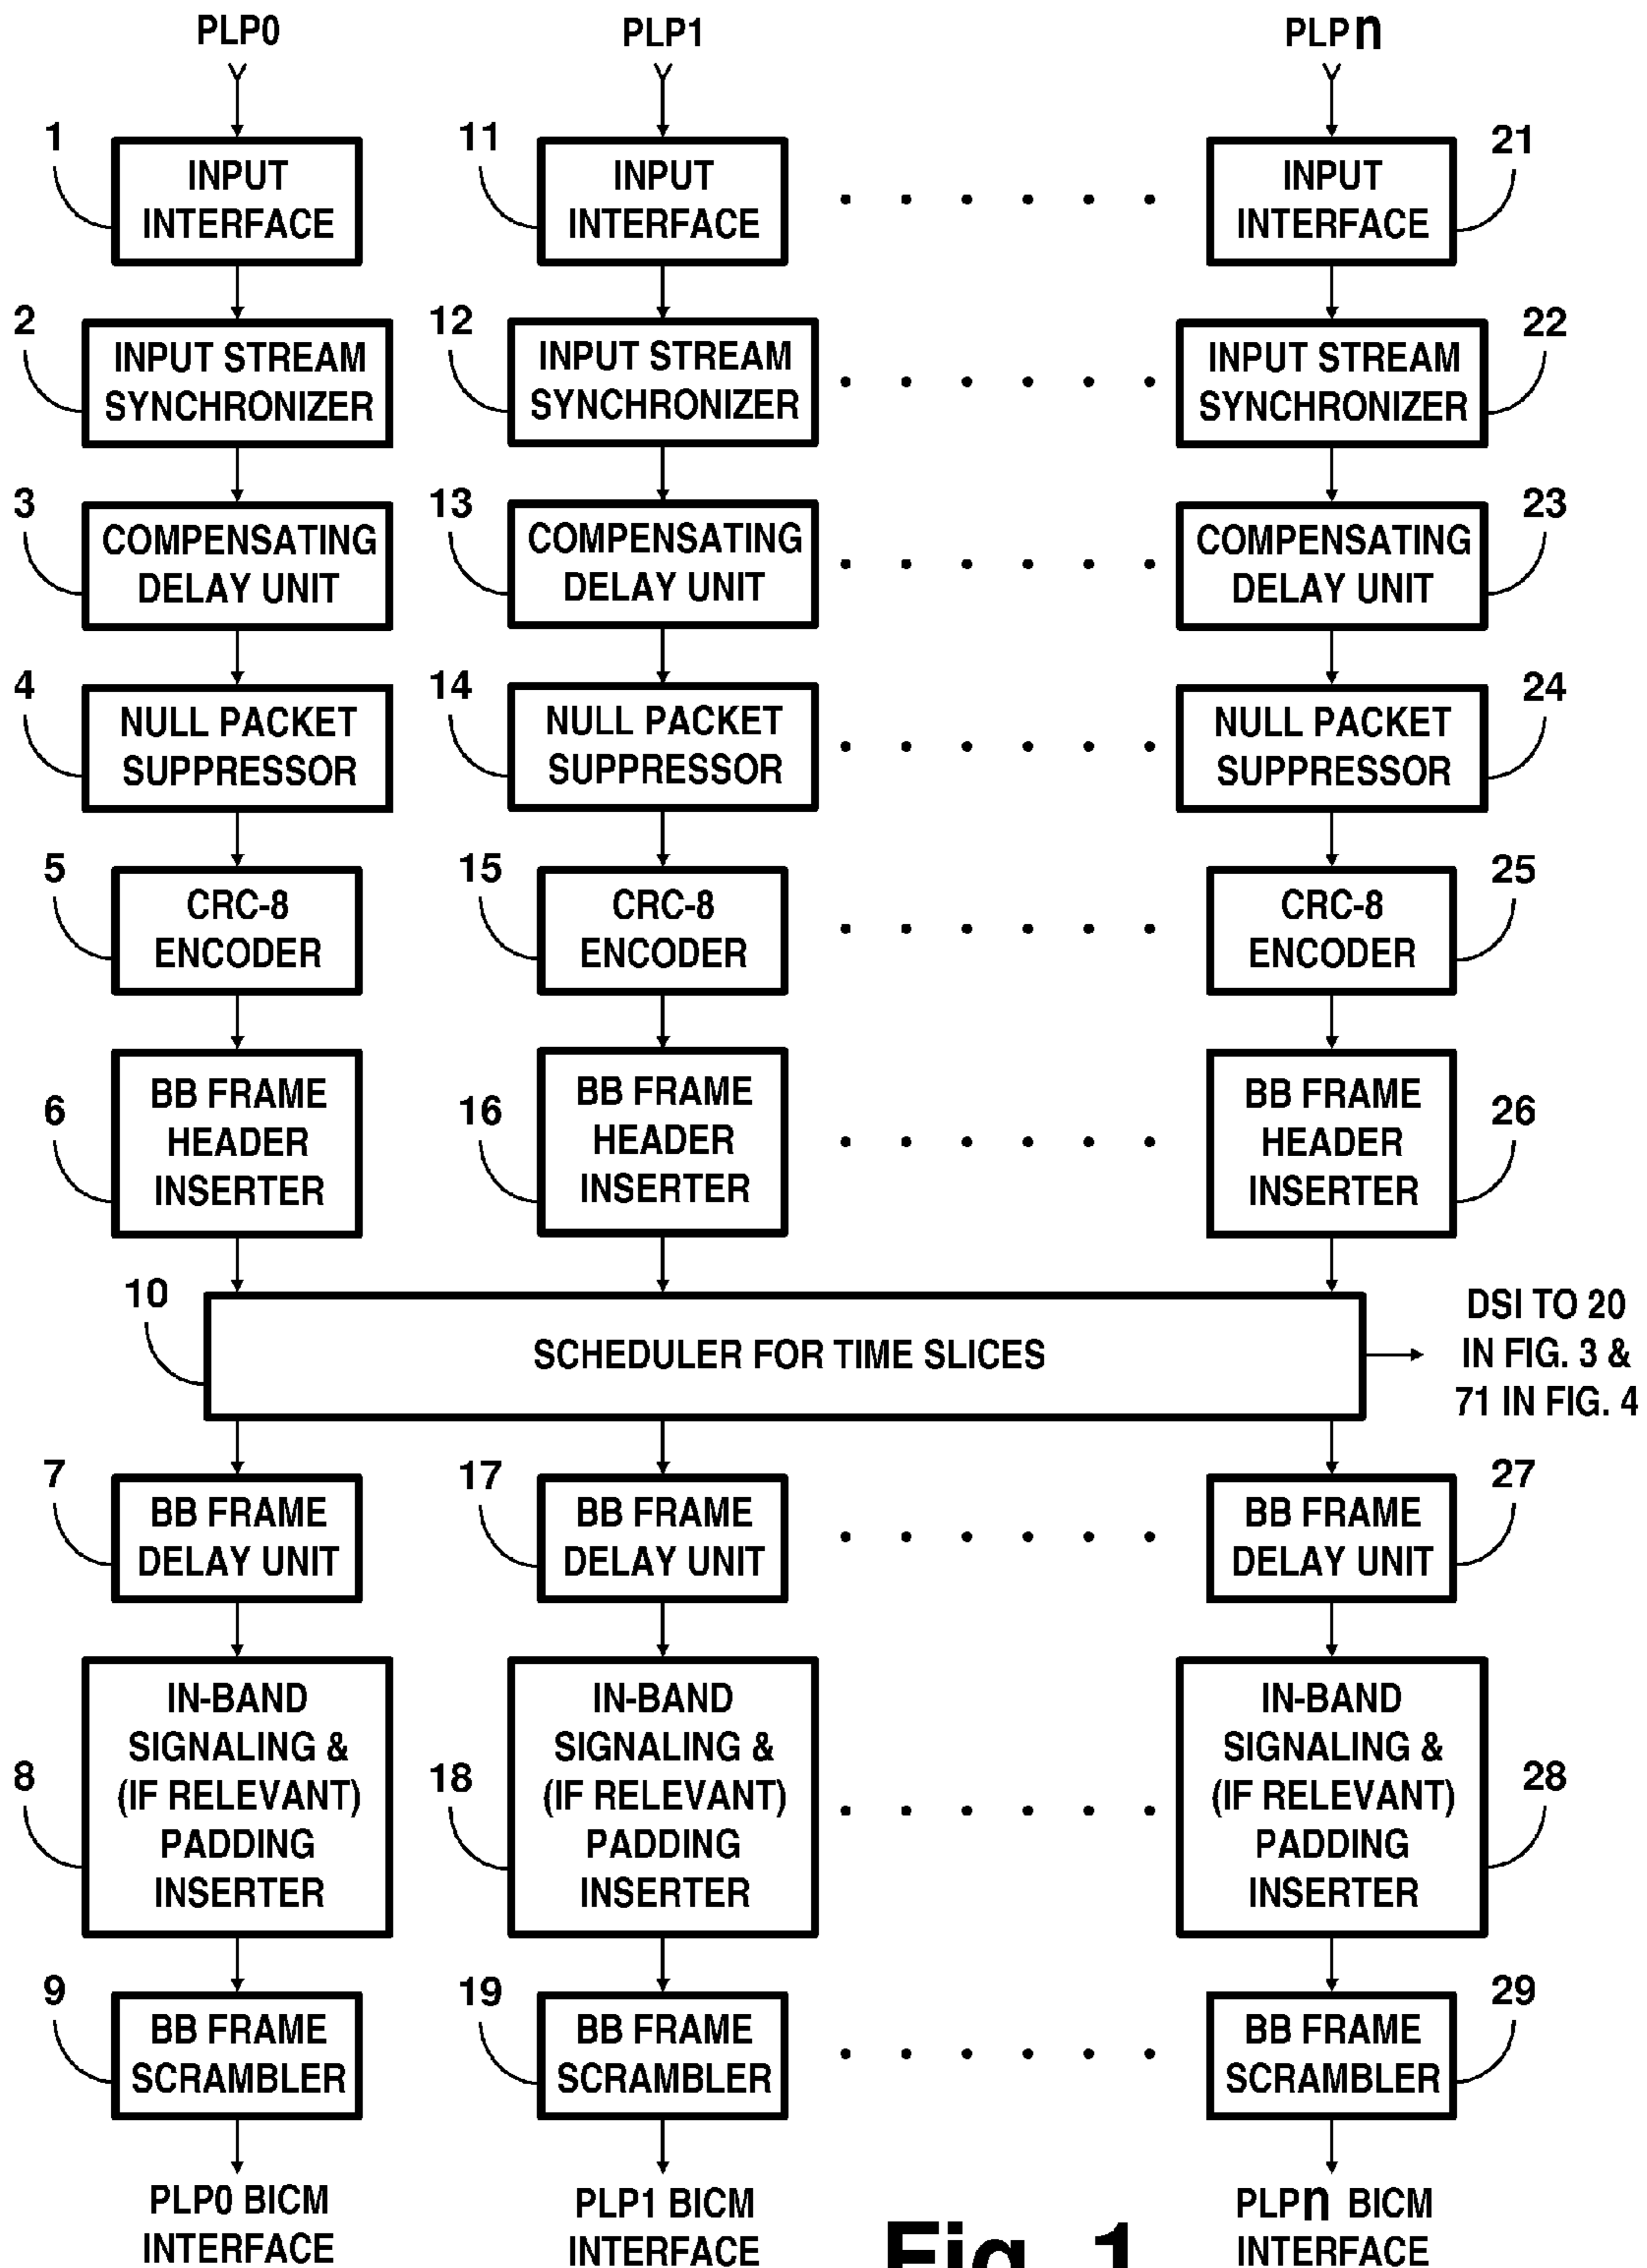 PLP0 PLP1 PLPn
1 11 21
INPUT INPUT INPUT
INTERFACE INTERFACE INTERFACE
2 12 22
INPUT STREAM INPUT STREAM INPUT STREAM
SYNCHRONIZER SYNCHRONIZER SYNCHRONIZER
3 13 23
COMPENSATING COMPENSATING COMPENSATING
DELAY UNIT DELAY UNIT DELAY UNIT
4 14 24
NULL PACKET NULL PACKET NULL PACKET
SUPPRESSOR SUPPRESSOR SUPPRESSOR
5 15 25
CRC-8 CRC-8 CRC-8
ENCODER ENCODER ENCODER
BB FRAME BB FRAME BB FRAME
6 16 26
HEADER HEADER HEADER
INSERTER INSERTER INSERTER
10
SCHEDULER FOR TIME SLICES
DSI TO 20
IN FIG. 3 &
71 IN FIG. 4
7 17 27
BB FRAME BB FRAME BB FRAME
DELAY UNIT DELAY UNIT DELAY UNIT
IN-BAND IN-BAND IN-BAND
SIGNALING & SIGNALING & SIGNALING &
8 18 28
(IF RELEVANT) (IF RELEVANT) (IF RELEVANT)
PADDING PADDING PADDING
INSERTER INSERTER INSERTER
9 19 29
BB FRAME BB FRAME BB FRAME
SCRAMBLER SCRAMBLER SCRAMBLER
PLP0 BICM PLP1 BICM PLPn BICM
INTERFACE INTERFACE INTERFACE
Fig. 1